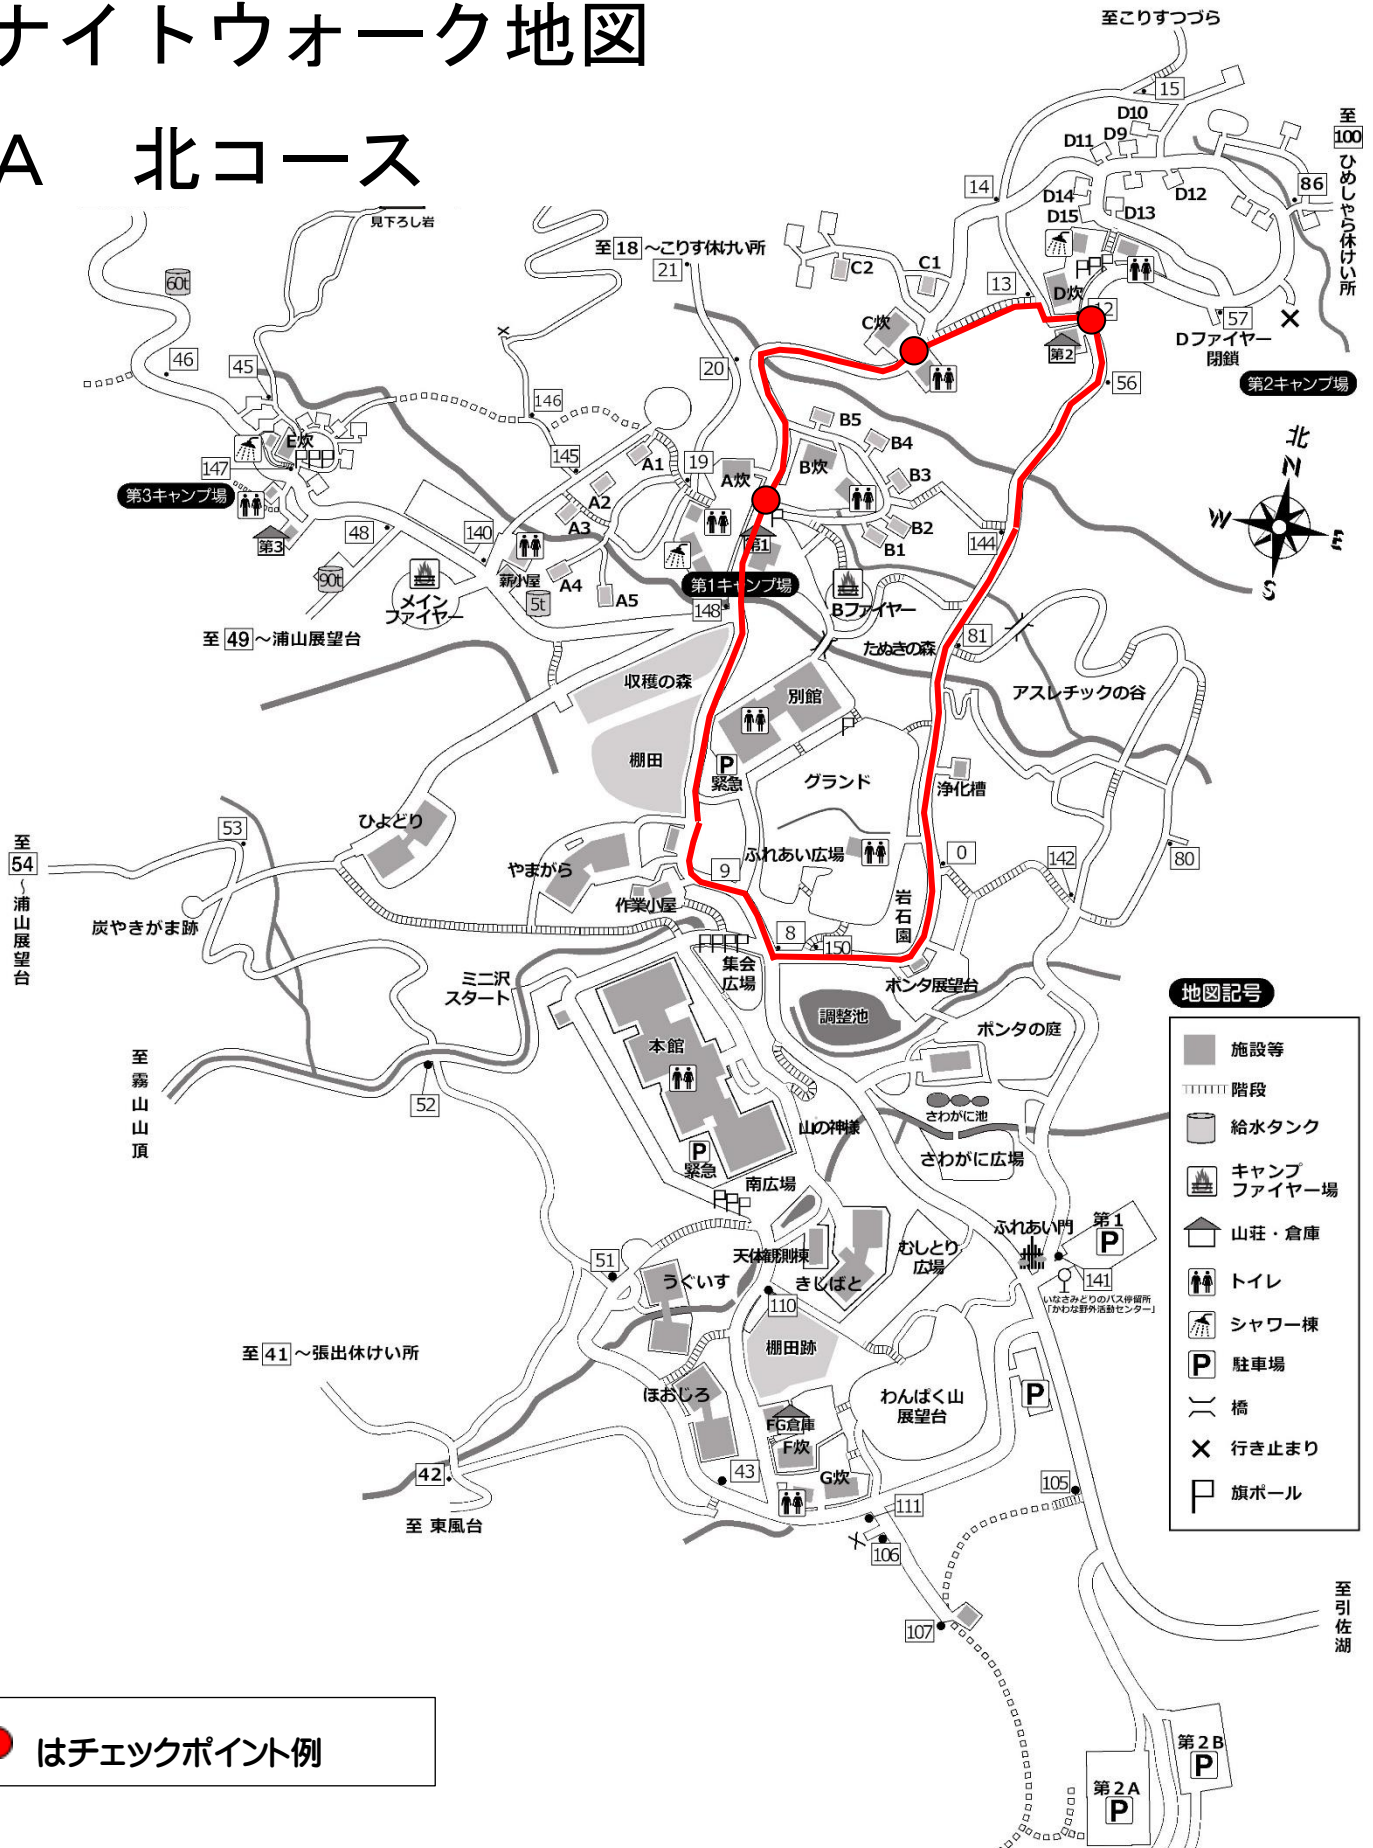 ナイトウォーク地図
A 北コース
至こりすつづら
15
D10
D11 D9
至
100
ひめしゃら休けい所
86
14
D14
D12
D15
D13
見下ろし岩
至18～こりす休けい所
21
60t
C2
C1
13
D炊
12
C炊
57
Dファイヤー
閉鎖
第2
第2キャンプ場
46
45
20
56
146
B5
B4
北
N
W
E
S
E炊
147
145
A1
19
A炊
B炊
B3
第3キャンプ場
A2
A3
B2
B1
第1
144
第3
48
140
薪小屋
90t
5t
A4
A5
第1キャンプ場
148
メイン
ファイヤー
Bファイヤー
至49～浦山展望台
たぬきの森
81
収穫の森
別館
アスレチックの谷
棚田
P
緊急
グランド
浄化槽
ひよどり
53
至
54
～浦山展望台
やまがら
ふれあい広場
0
142
80
9
作業小屋
岩石園
炭やきがま跡
8
150
集会
広場
ミニ沢
スタート
ポンタ展望台
調整池
ポンタの庭
本館
至霧山山頂
52
さわがに池
山の神様
P
緊急
さわがに広場
南広場
ふれあい門
第1
P
天体観測棟
むしとり
広場
51
うぐいす
きじばと
141
いなさみどりのバス停留所
「かわな野外活動センター」
110
至41～張出休けい所
棚田跡
ほおじろ
わんぱく山
展望台
P
FG倉庫
F炊
42
43
G炊
105
111
至 東風台
106
107
至引佐湖
第2B
P
第2A
P
地図記号
施設等
階段
給水タンク
キャンプ
ファイヤー場
山荘・倉庫
トイレ
シャワー棟
P 駐車場
橋
行き止まり
旗ポール
はチェックポイント例